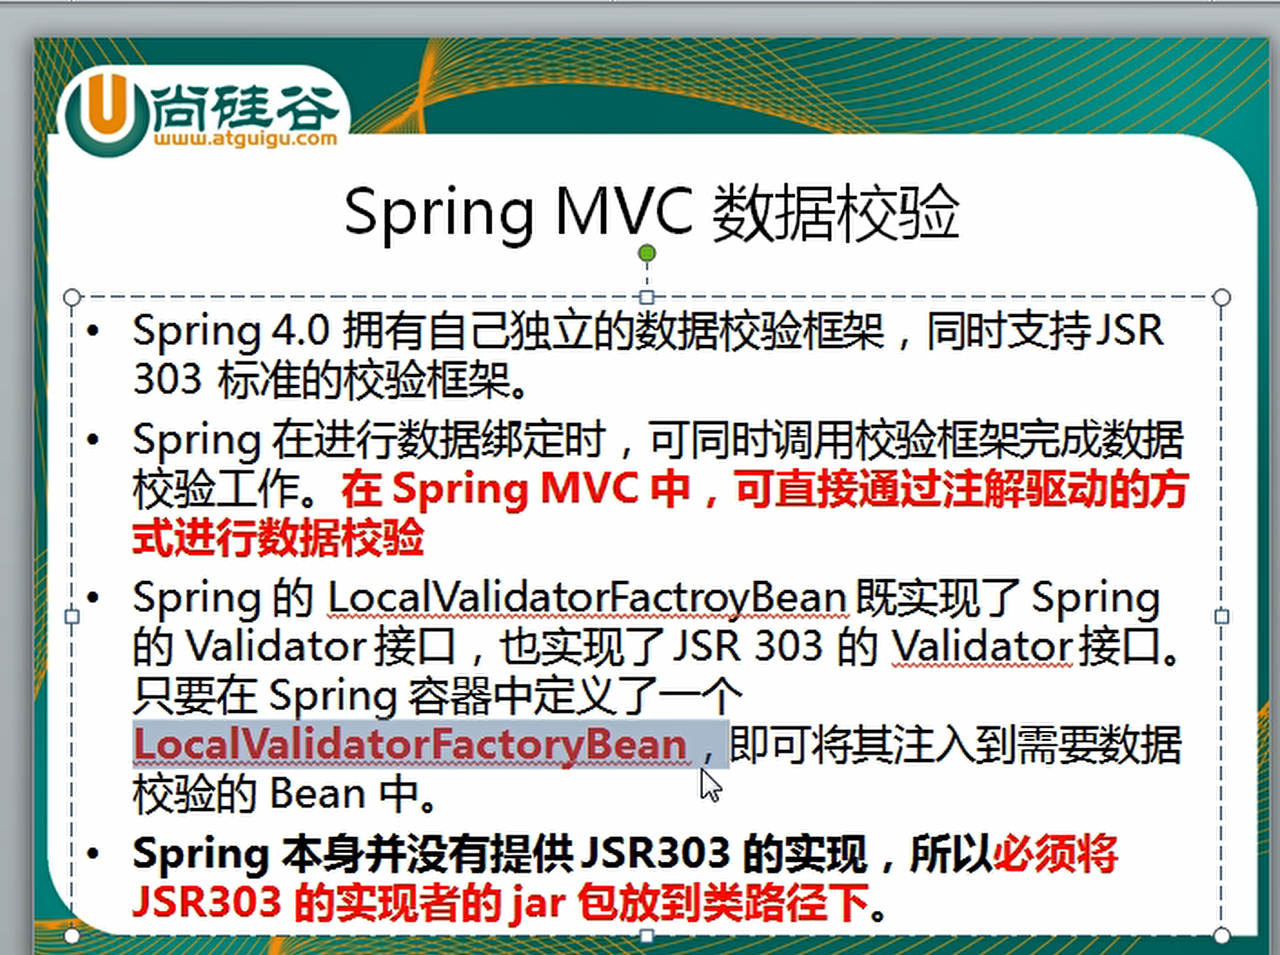 尚硅谷
www.atguigu.com
Spring MVC 数据校验
• Spring 4.0 拥有自己独立的数据校验框架，同时支持 JSR
303 标准的校验框架。
• Spring 在进行数据绑定时，可同时调用校验框架完成数据
校验工作。在 Spring MVC 中，可直接通过注解驱动的方
式进行数据校验
• Spring 的 LocalValidatorFactroyBean 既实现了 Spring
的 Validator 接口，也实现了 JSR 303 的 Validator 接口。
只要在 Spring 容器中定义了一个
LocalValidatorFactoryBean，即可将其注入到需要数据
校验的 Bean 中。
• Spring 本身并没有提供 JSR303 的实现，所以必须将
JSR303 的实现者的 jar 包放到类路径下。